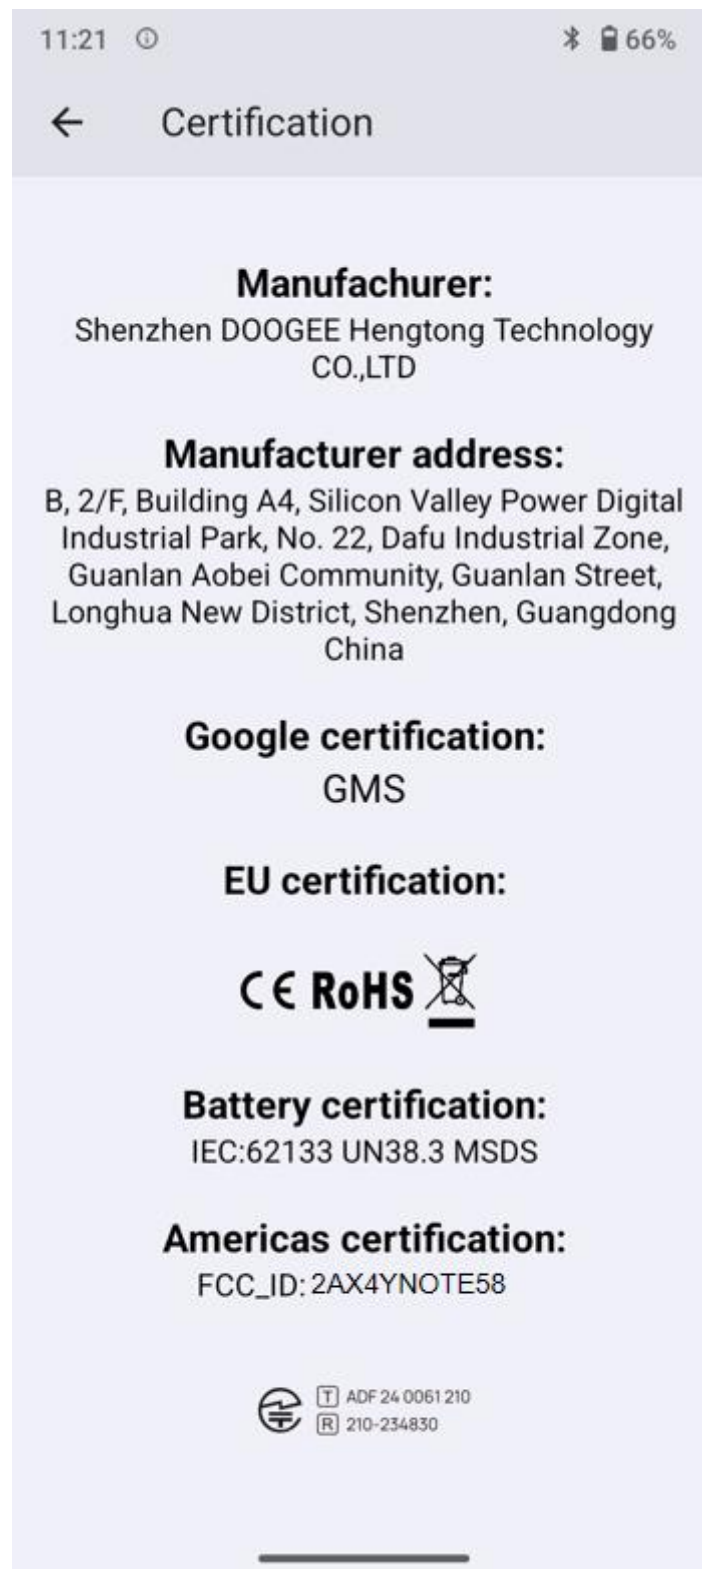 11:21 66%
Certification
Manufachurer:
Shenzhen DOOGEE Hengtong Technology
CO.,LTD
Manufacturer address:
B, 2/F, Building A4, Silicon Valley Power Digital
Industrial Park, No. 22, Dafu Industrial Zone,
Guanlan Aobei Community, Guanlan Street,
Longhua New District, Shenzhen, Guangdong
China
Google certification:
GMS
EU certification:
CE RoHS
Battery certification:
IEC:62133 UN38.3 MSDS
Americas certification:
FCC_ID: 2AX4YNOTE58
T ADF 24 0061 210
R 210-234830